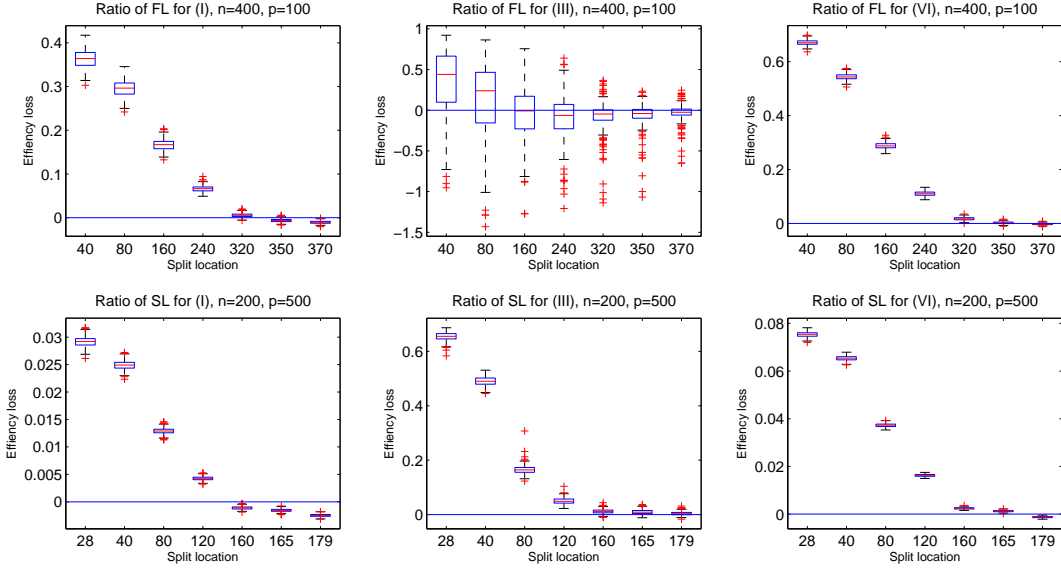 Ratio of FL for (I), n=400, p=100
Effiency loss
0.4
0.3
0.2
0.1
0
40 80 160 240 320 350 370
Split location
Ratio of FL for (III), n=400, p=100
Effiency loss
1
0.5
0
−0.5
−1
−1.5
40 80 160 240 320 350 370
Split location
Ratio of FL for (VI), n=400, p=100
Effiency loss
0.6
0.4
0.2
0
40 80 160 240 320 350 370
Split location
Ratio of SL for (I), n=200, p=500
Effiency loss
0.03
0.025
0.02
0.015
0.01
0.005
0
28 40 80 120 160 165 179
Split location
Ratio of SL for (III), n=200, p=500
Effiency loss
0.6
0.4
0.2
0
28 40 80 120 160 165 179
Split location
Ratio of SL for (VI), n=200, p=500
Effiency loss
0.08
0.06
0.04
0.02
0
28 40 80 120 160 165 179
Split location